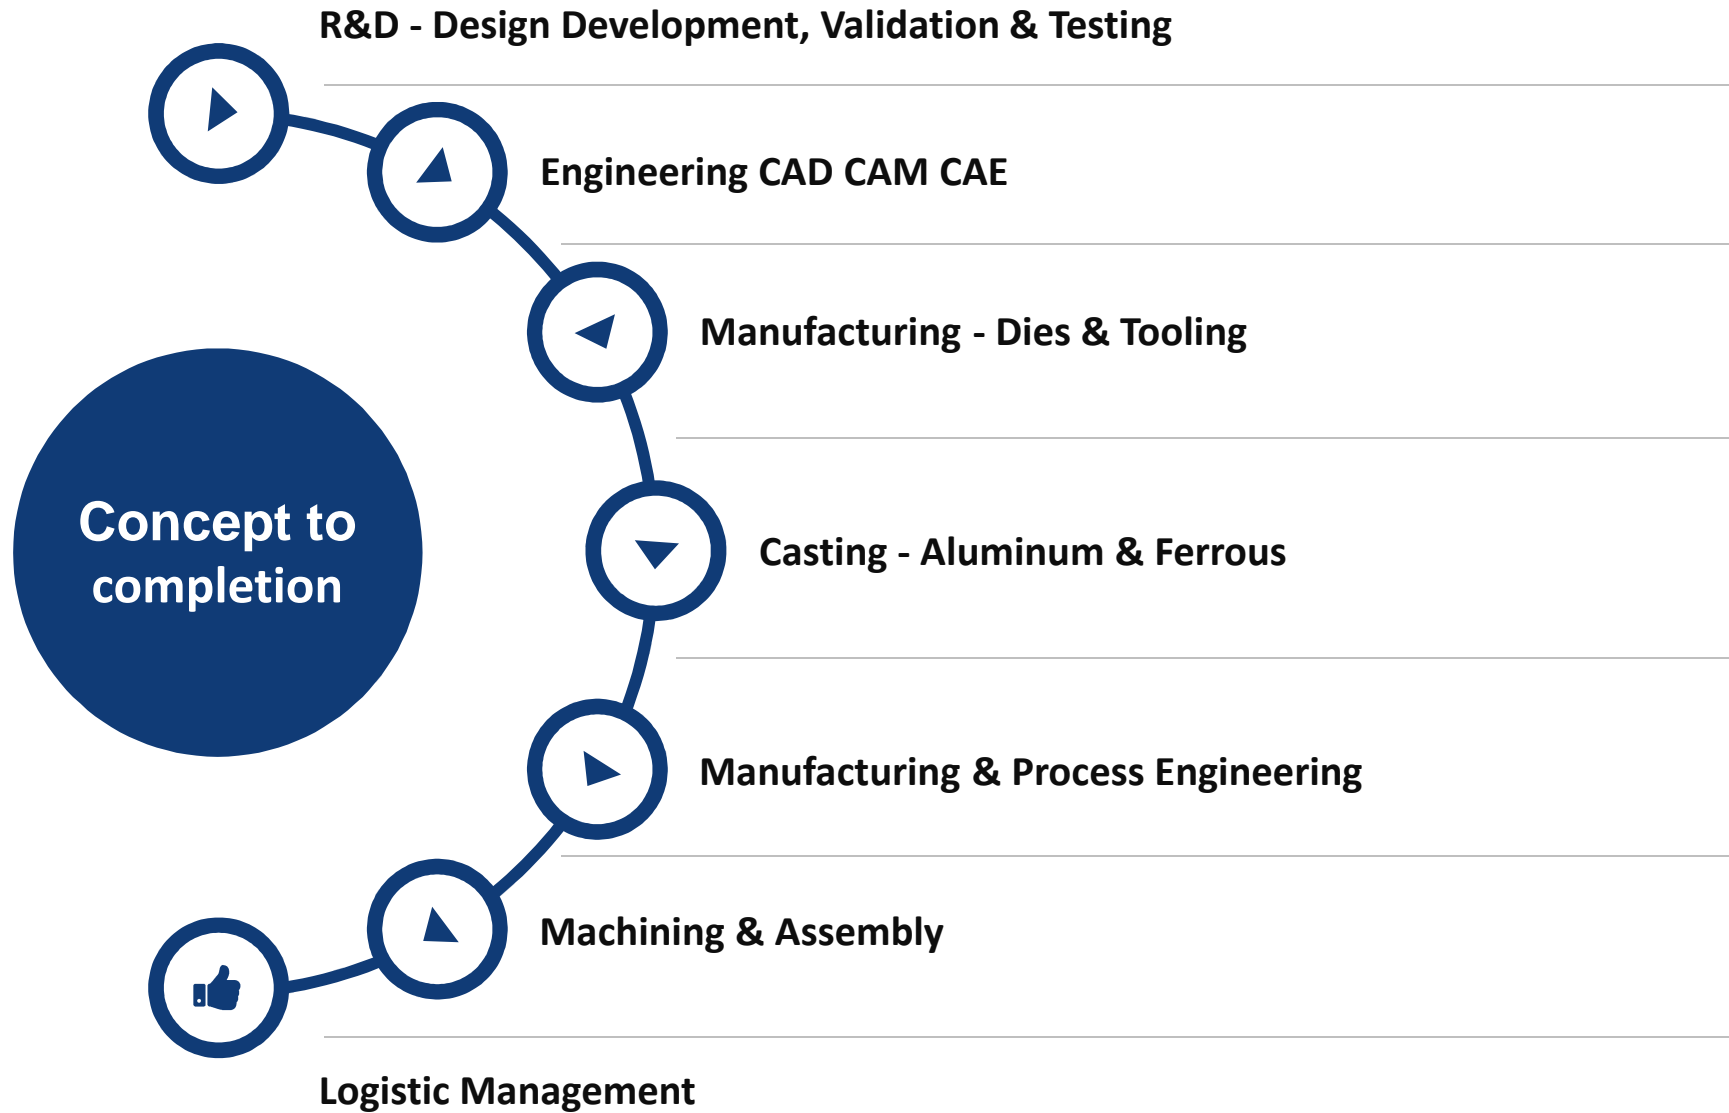 R&D - Design Development, Validation & Testing
Engineering CAD CAM CAE
Manufacturing - Dies & Tooling
Concept to
completion
Casting - Aluminum & Ferrous
Manufacturing & Process Engineering
Machining & Assembly
Logistic Management